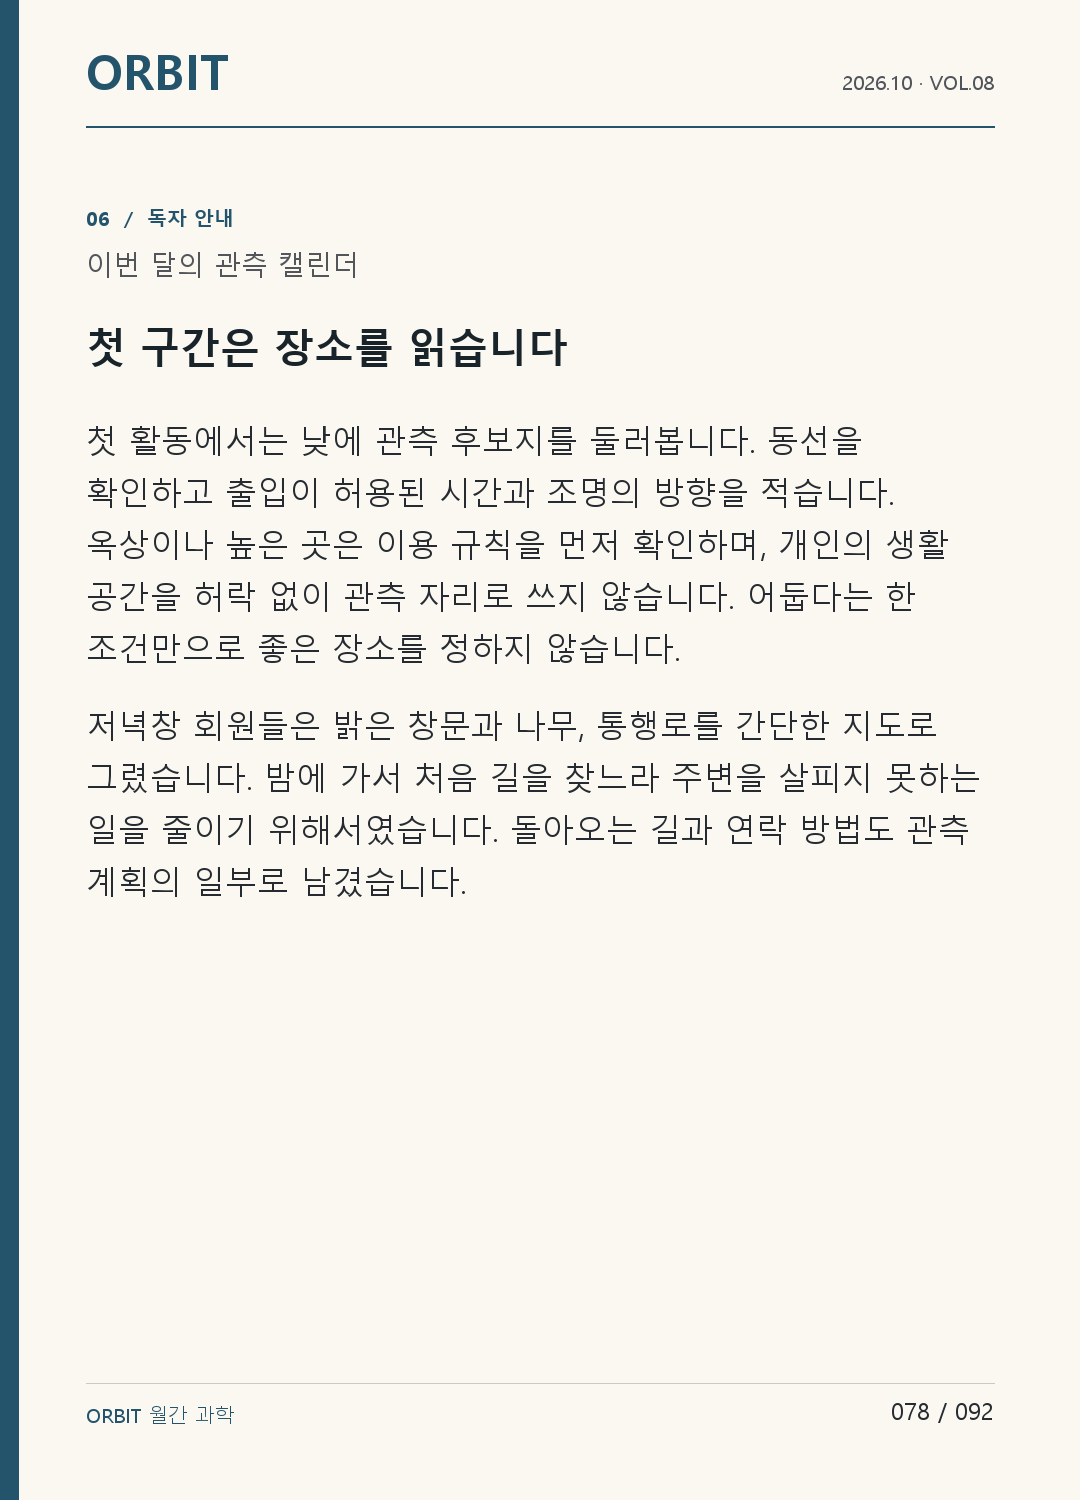 ORBIT
2026.10 · VOL.08
06 / 독자 안내
이번 달의 관측 캘린더
첫 구간은 장소를 읽습니다
첫 활동에서는 낮에 관측 후보지를 둘러봅니다. 동선을
확인하고 출입이 허용된 시간과 조명의 방향을 적습니다.
옥상이나 높은 곳은 이용 규칙을 먼저 확인하며, 개인의 생활
공간을 허락 없이 관측 자리로 쓰지 않습니다. 어둡다는 한
조건만으로 좋은 장소를 정하지 않습니다.
저녁창 회원들은 밝은 창문과 나무, 통행로를 간단한 지도로
그렸습니다. 밤에 가서 처음 길을 찾느라 주변을 살피지 못하는
일을 줄이기 위해서였습니다. 돌아오는 길과 연락 방법도 관측
계획의 일부로 남겼습니다.
ORBIT 월간 과학
078 / 092